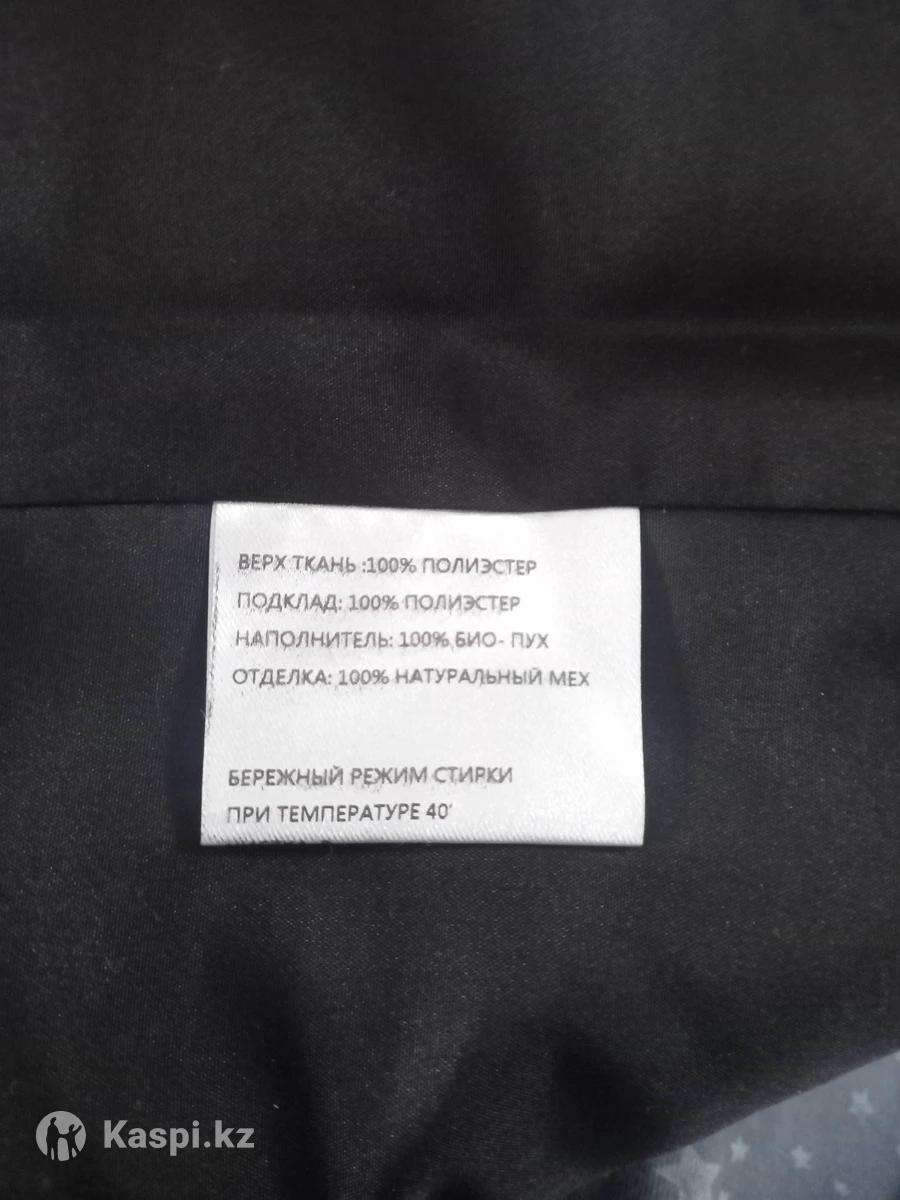 ВЕРХ ТКАНЬ :100% ПОЛИЭСТЕР
ПОДКЛАД: 100% ПОЛИЭСТЕР
НАПОЛНИТЕЛЬ: 100% БИО- ПУХ
ОТДЕЛКА: 100% НАТУРАЛЬНЫЙ МЕХ
БЕРЕЖНЫЙ РЕЖИМ СТИРКИ
ПРИ ТЕМПЕРАТУРЕ 40'
Kaspi.kz